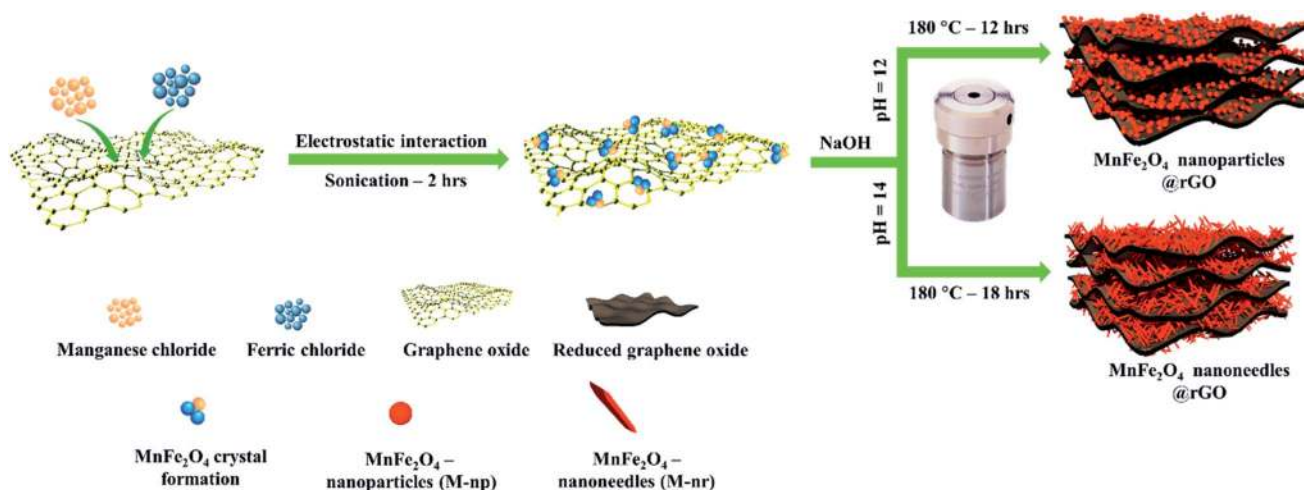 Electrostatic interaction
Sonication – 2 hrs
NaOH
pH = 12
pH = 14
180 °C – 12 hrs
180 °C – 18 hrs
MnFe₂O₄ nanoparticles
@rGO
MnFe₂O₄ nanoneedles
@rGO
Manganese chloride
Ferric chloride
Graphene oxide
Reduced graphene oxide
MnFe₂O₄ crystal
formation
MnFe₂O₄ –
nanoparticles (M-np)
MnFe₂O₄ –
nanoneedles (M-nr)